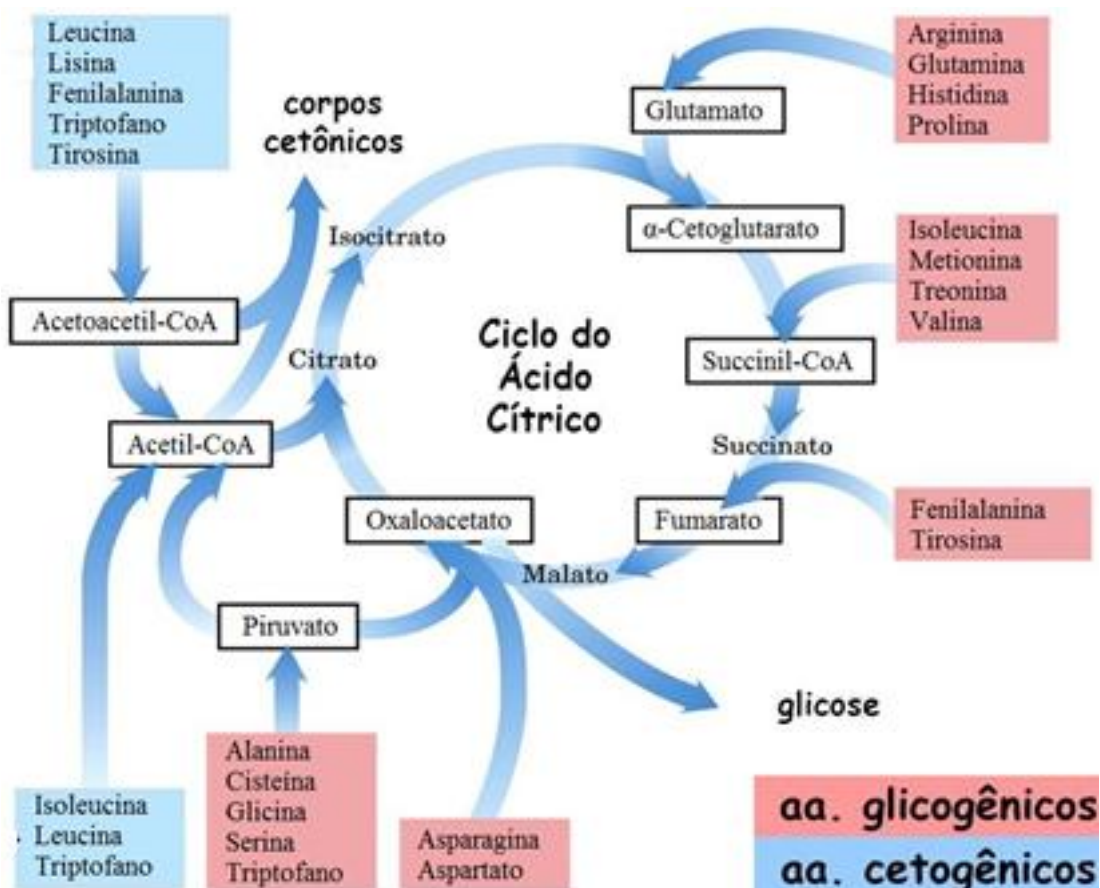 Leucina
Lisina
Fenilalanina
Triptofano
Tirosina
corpos
cetônicos
Arginina
Glutamina
Histidina
Prolina
Glutamato
α-Cetoglutarato
Isocitrato
Isoleucina
Metionina
Treonina
Valina
Acetoacetil-CoA
Ciclo do
Ácido
Cítrico
Citrato
Succinil-CoA
Acetil-CoA
Succinato
Oxaloacetato
Fumarato
Fenilalanina
Tirosina
Malato
Piruvato
glicose
Alanina
Cisteína
Glicina
Serina
Triptofano
Isoleucina
Leucina
Triptofano
Asparagina
Aspartato
aa. glicogênicos
aa. cetogênicos